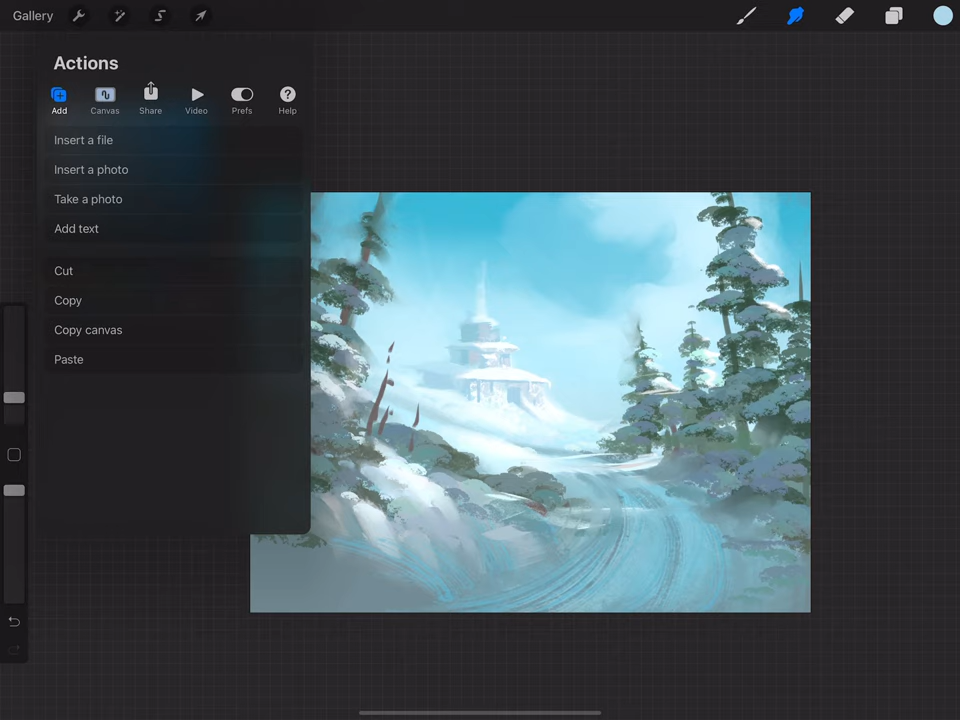 Gallery
Actions
Add Canvas Share Video Prefs Help
Insert a file
Insert a photo
Take a photo
Add text
Cut
Copy
Copy canvas
Paste